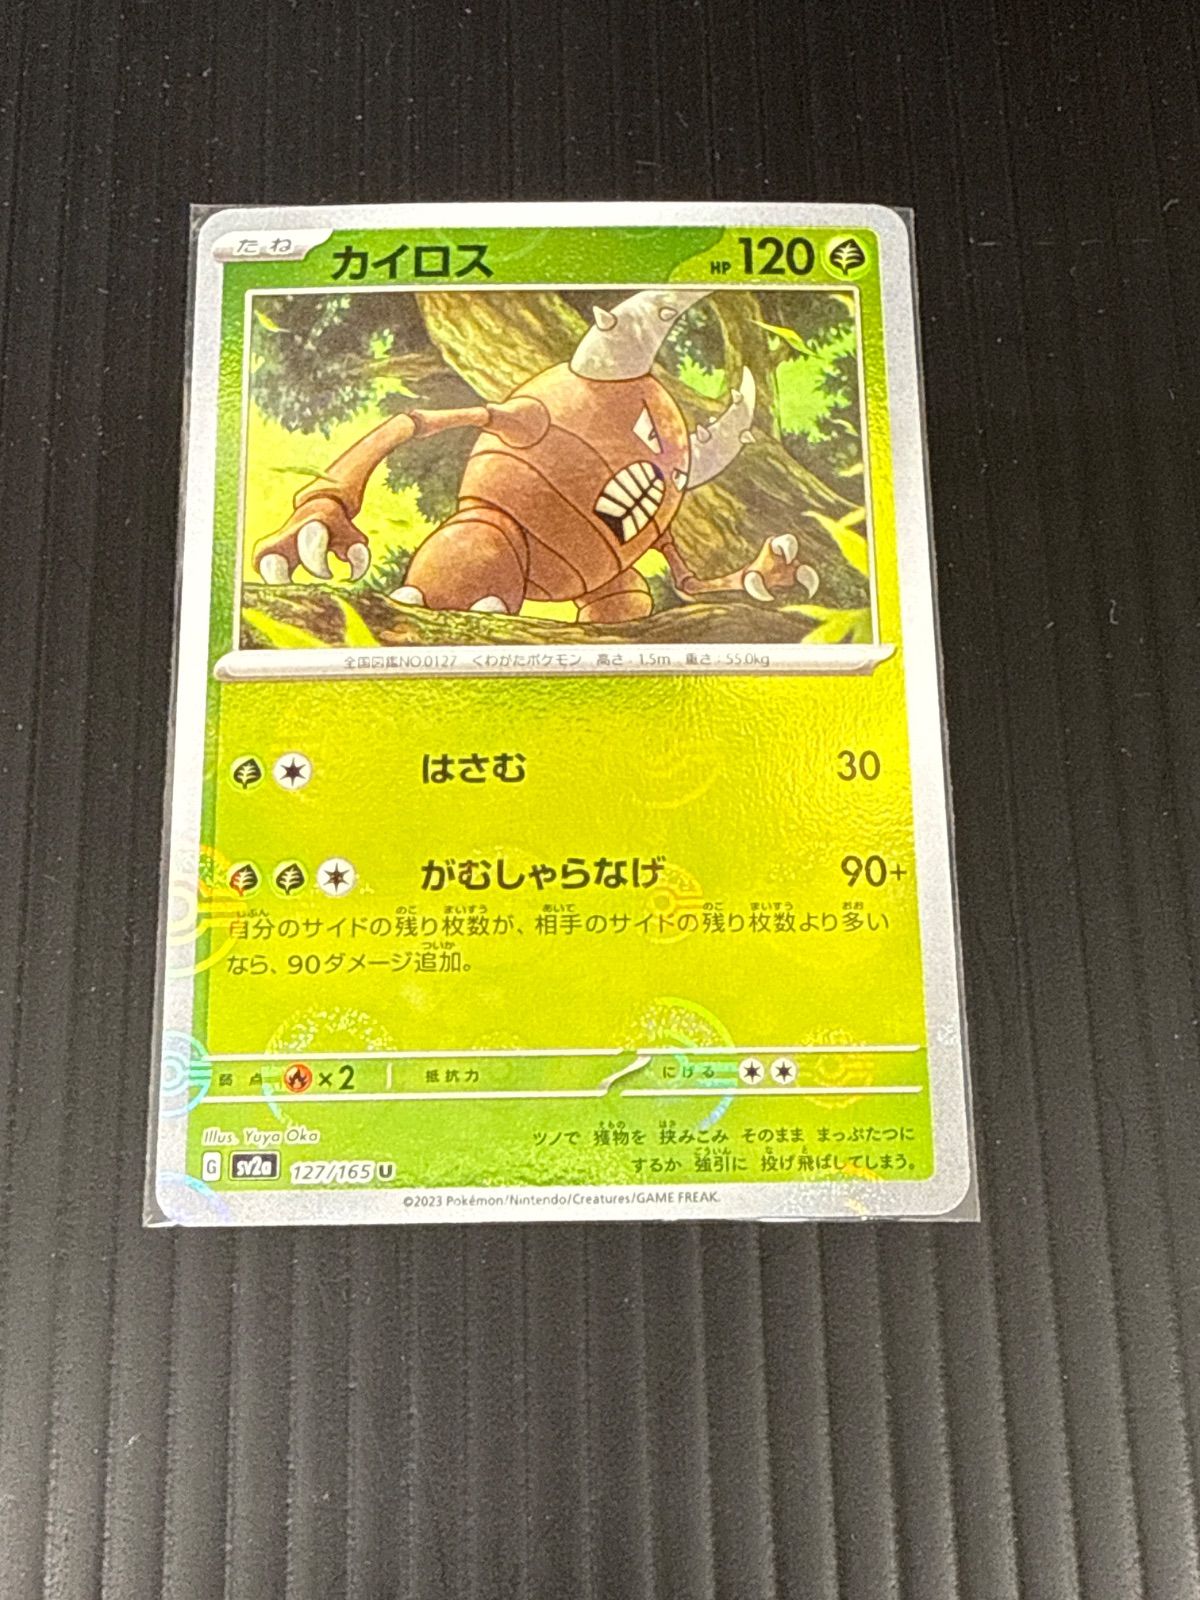 たね カイロス HP 120
全国図鑑NO.0127 くわがたポケモン 高さ:1.5m 重さ:55.0kg
はさむ 30
がむしゃらなげ 90+
自分のサイドの残り枚数が、相手のサイドの残り枚数より多い
なら、90ダメージ追加。
弱点 ×2 抵抗力 にげる
Illus. Yuya Oka
ツノで 獲物を 挟みこみ そのまま まっぷたつに
するか 強引に 投げ飛ばしてしまう。
G sv2a 127/165 U
©2023 Pokémon/Nintendo/Creatures/GAME FREAK.